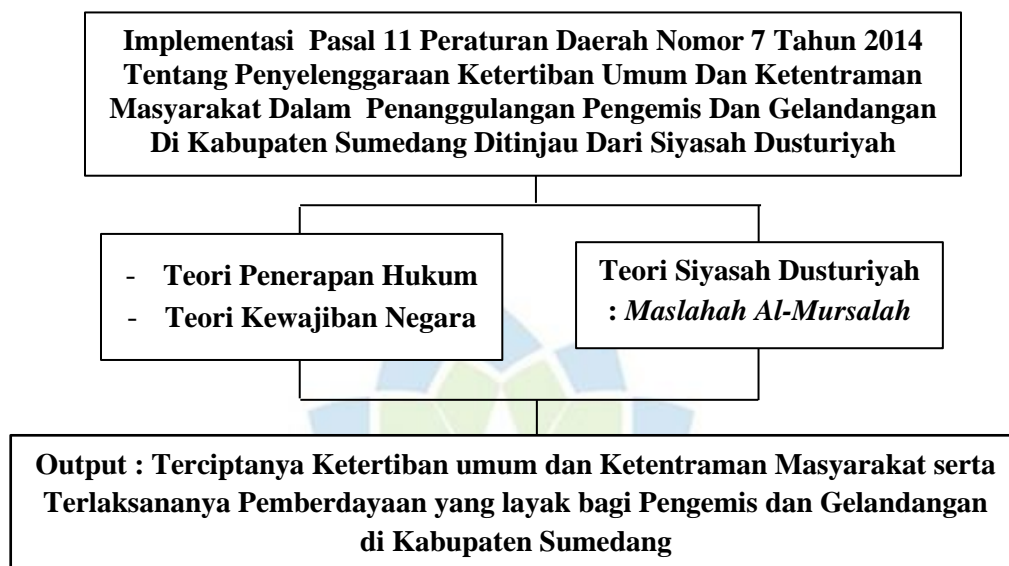 Implementasi Pasal 11 Peraturan Daerah Nomor 7 Tahun 2014
Tentang Penyelenggaraan Ketertiban Umum Dan Ketentraman
Masyarakat Dalam Penanggulangan Pengemis Dan Gelandangan
Di Kabupaten Sumedang Ditinjau Dari Siyasah Dusturiyah
- Teori Penerapan Hukum
- Teori Kewajiban Negara
Teori Siyasah Dusturiyah
: Maslahah Al-Mursalah
Output : Terciptanya Ketertiban umum dan Ketentraman Masyarakat serta
Terlaksananya Pemberdayaan yang layak bagi Pengemis dan Gelandangan
di Kabupaten Sumedang